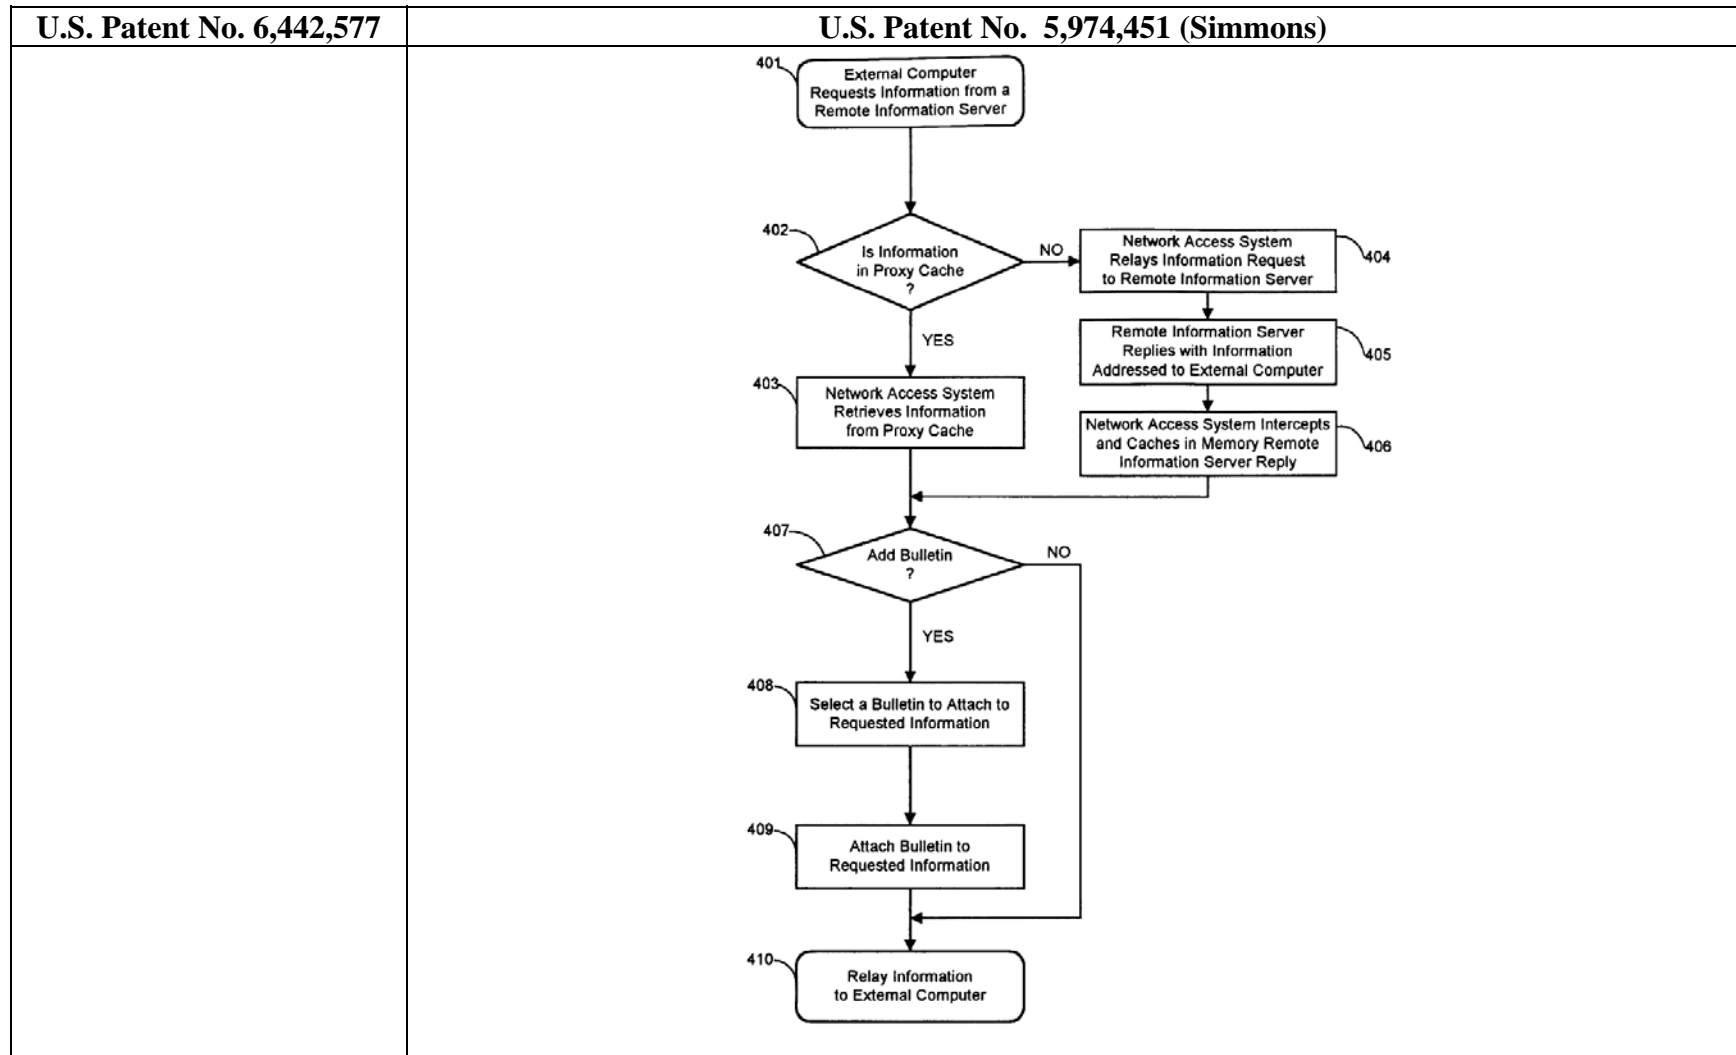 U.S. Patent No. 6,442,577
U.S. Patent No. 5,974,451 (Simmons)
401
External Computer
Requests Information from a
Remote Information Server
402
Is Information
in Proxy Cache
?
NO
Network Access System
Relays Information Request
to Remote Information Server
404
YES
Remote Information Server
Replies with Information
Addressed to External Computer
405
403
Network Access System
Retrieves Information
from Proxy Cache
Network Access System Intercepts
and Caches in Memory Remote
Information Server Reply
406
407
Add Bulletin
?
NO
YES
408
Select a Bulletin to Attach to
Requested Information
409
Attach Bulletin to
Requested Information
410
Relay Information
to External Computer